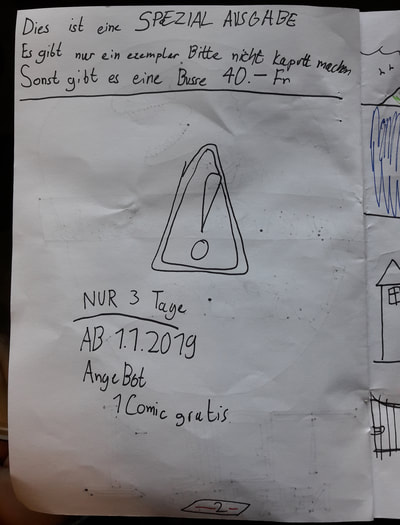 Dies ist eine SPEZIAL AUSGABE
Es gibt nur ein exemplar. Bitte nicht kaputt machen
Sonst gibt es eine Busse 40.- Fr
!
NUR 3 Tage
AB 1.1.2019
AngeBot
1 Comic gratis
-2-